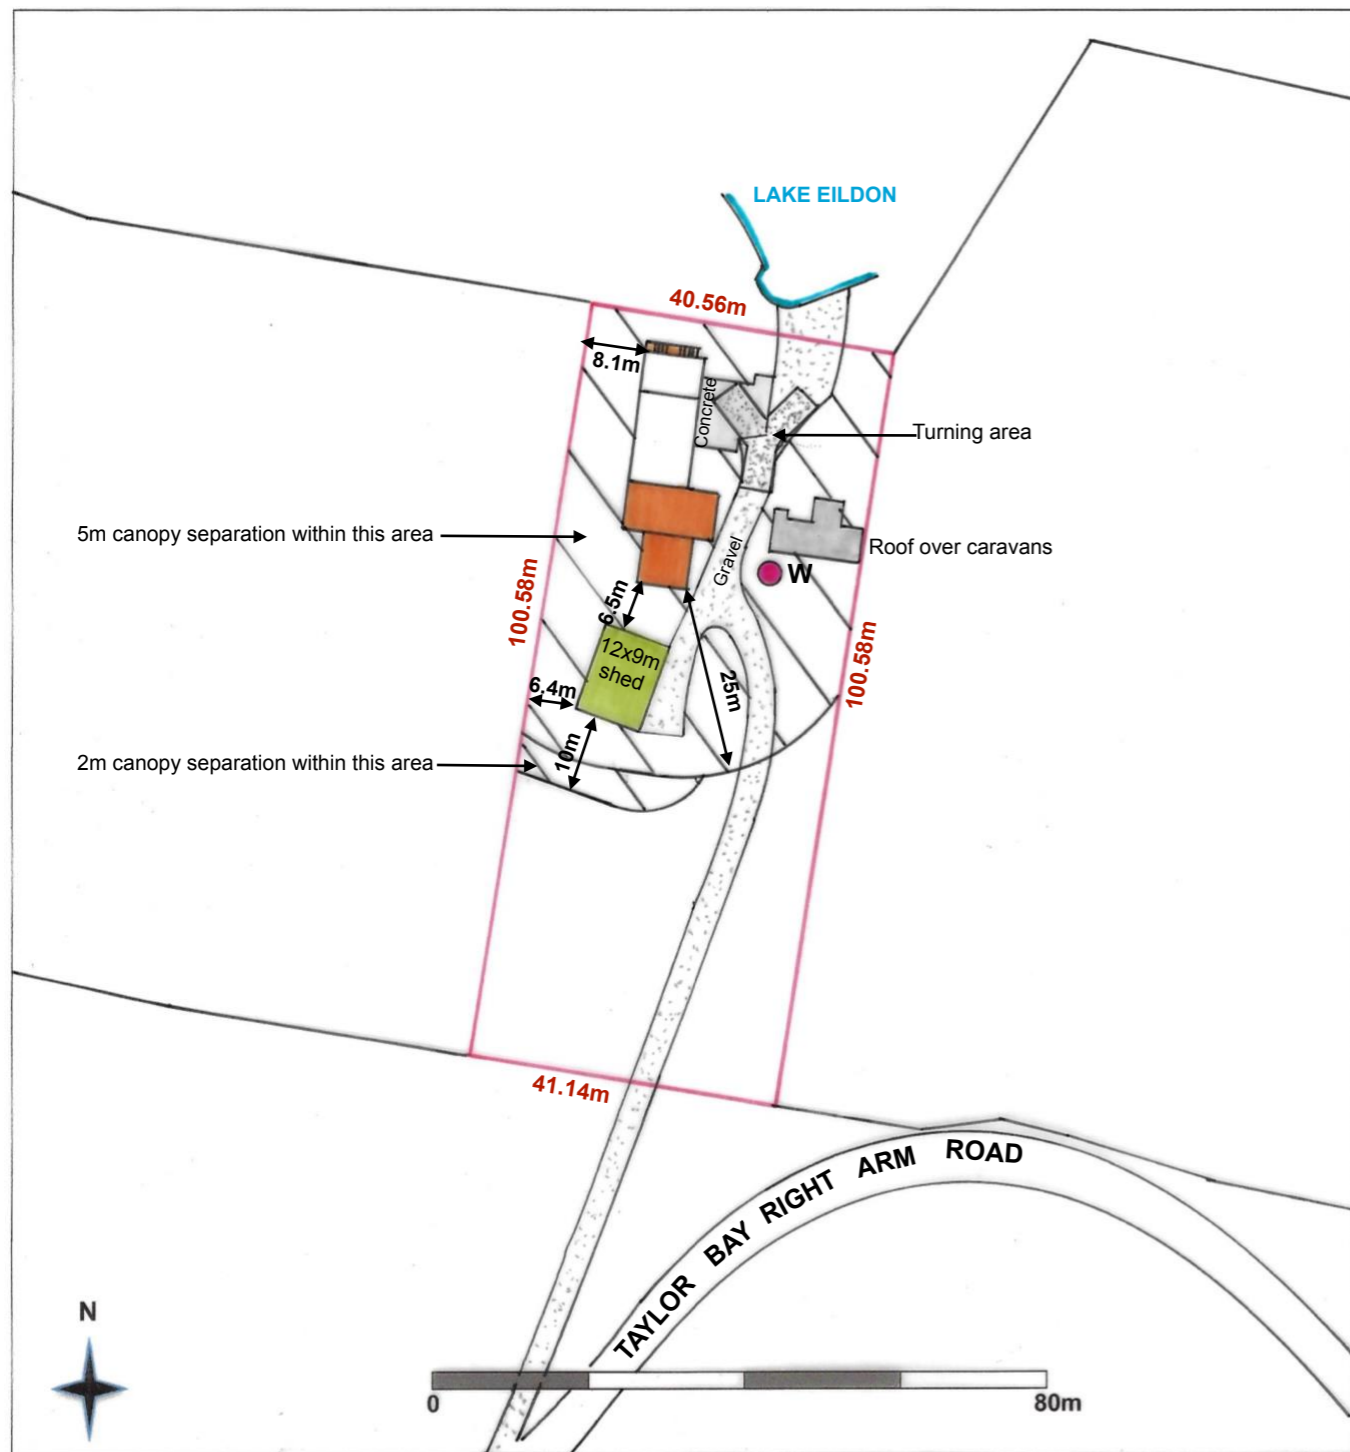 LAKE EILDON
40.56m
8.1m
Concrete
Turning area
5m canopy separation within this area
Roof over caravans
Gravel
W
6.5m
100.58m
12x9m
shed
100.58m
25m
6.4m
10m
2m canopy separation within this area
41.14m
TAYLOR BAY RIGHT ARM ROAD
N
0
80m